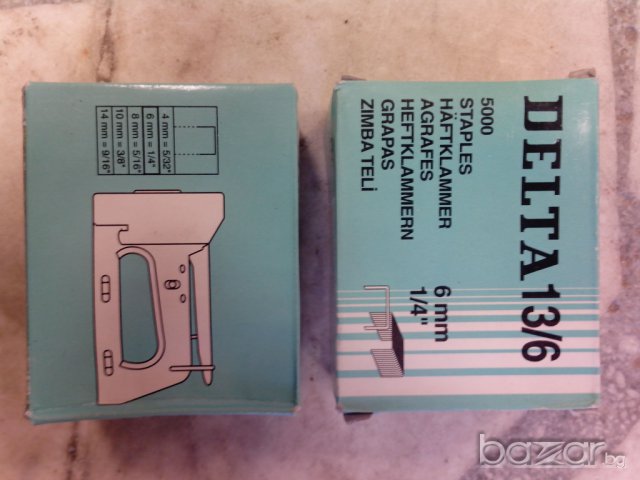 4 mm = 5/32"
6 mm = 1/4"
8 mm = 5/16"
10 mm = 3/8"
14 mm = 9/16"
DELTA 13/6
5000
STAPLES
HÄFTKLAMMER
AGRAFES
HEFTKLAMMERN
GRAPAS
ZIMBA TELİ
6 mm
1/4"
bazar.bg